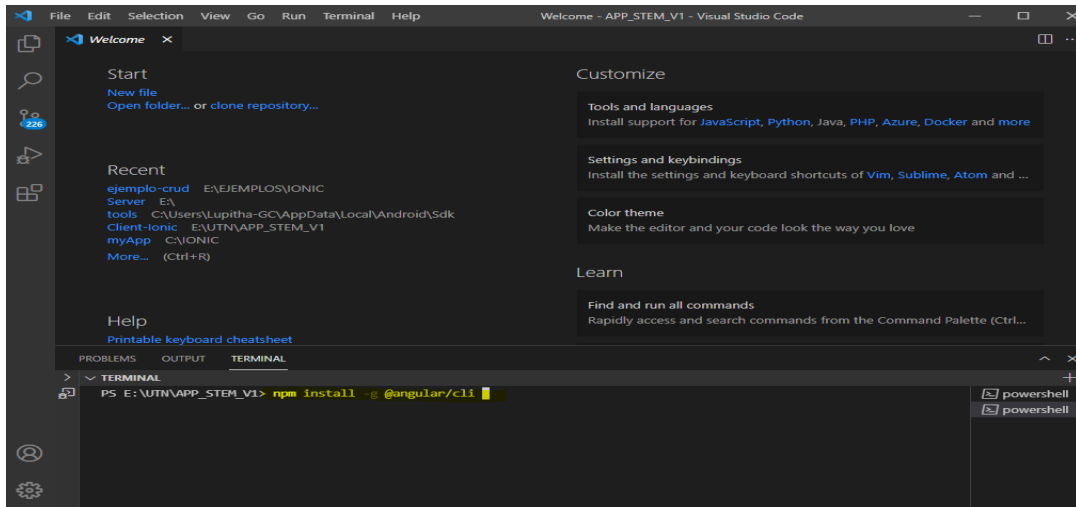 File Edit Selection View Go Run Terminal Help Welcome - APP_STEM_V1 - Visual Studio Code
Welcome
Start
New file
Open folder... or clone repository...
226
Recent
ejemplo-crud E:\EJEMPLOS\IONIC
Server E:\
tools C:\Users\Lupitha-GC\AppData\Local\Android\Sdk
Client-Ionic E:\UTN\APP_STEM_V1
myApp C:\IONIC
More... (Ctrl+R)
Help
Printable keyboard cheatsheet
Customize
Tools and languages
Install support for JavaScript, Python, Java, PHP, Azure, Docker and more
Settings and keybindings
Install the settings and keyboard shortcuts of Vim, Sublime, Atom and ...
Color theme
Make the editor and your code look the way you love
Learn
Find and run all commands
Rapidly access and search commands from the Command Palette (Ctrl...
PROBLEMS OUTPUT TERMINAL
TERMINAL
PS E:\UTN\APP_STEM_V1> npm install -g @angular/cli
powershell
powershell